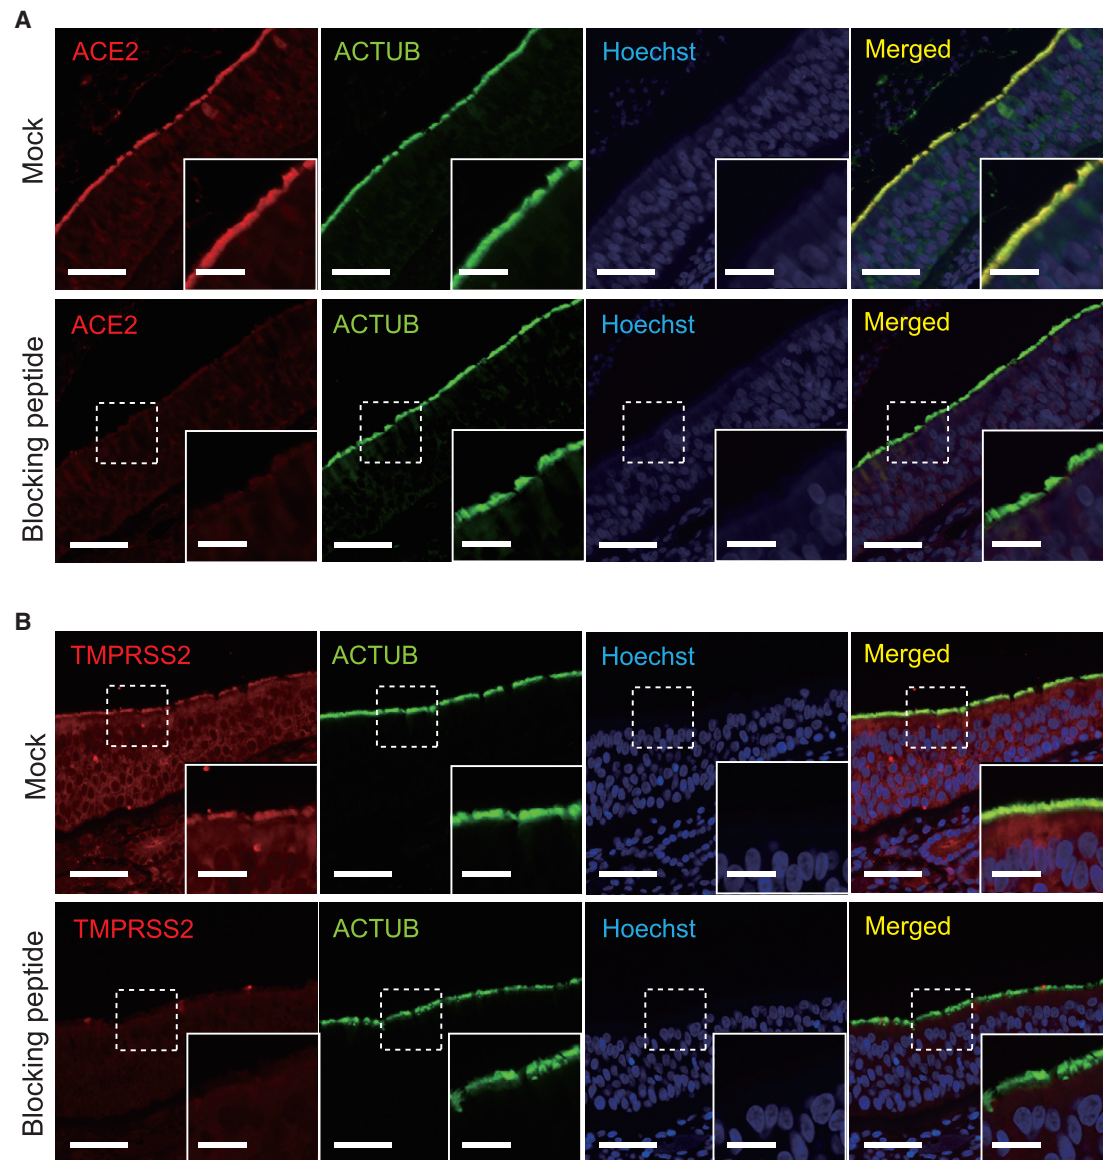 A
Mock
ACE2
ACTUB
Hoechst
Merged
Blocking peptide
ACE2
ACTUB
Hoechst
Merged
B
Mock
TMPRSS2
ACTUB
Hoechst
Merged
Blocking peptide
TMPRSS2
ACTUB
Hoechst
Merged